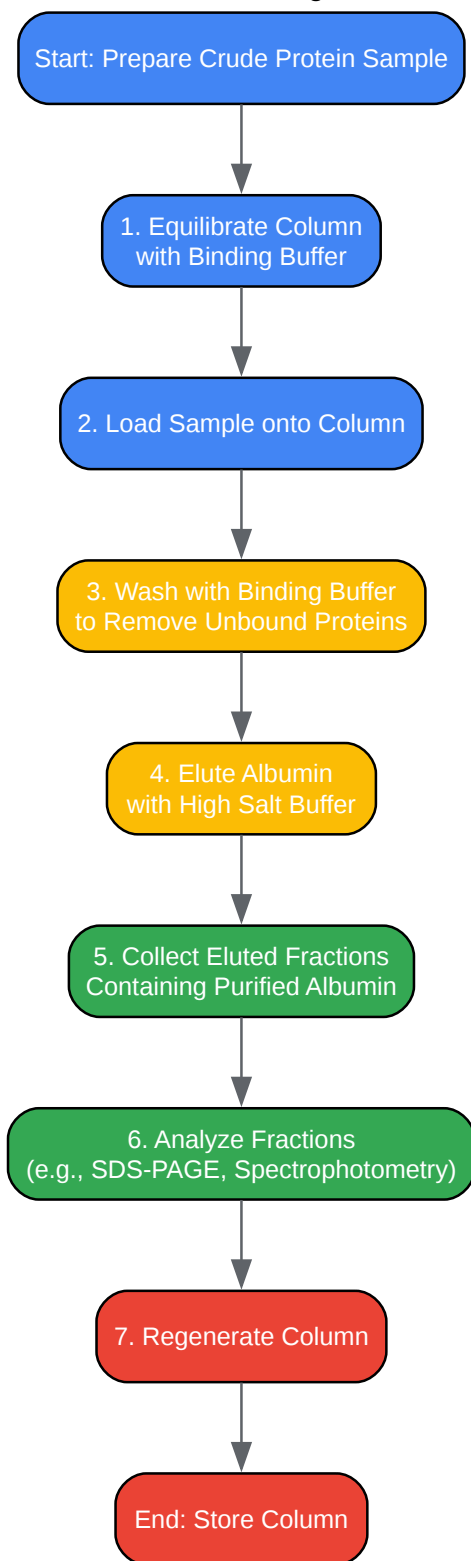 Start: Prepare Crude Protein Sample
1. Equilibrate Column
with Binding Buffer
2. Load Sample onto Column
3. Wash with Binding Buffer
to Remove Unbound Proteins
4. Elute Albumin
with High Salt Buffer
5. Collect Eluted Fractions
Containing Purified Albumin
6. Analyze Fractions
(e.g., SDS-PAGE, Spectrophotometry)
7. Regenerate Column
End: Store Column